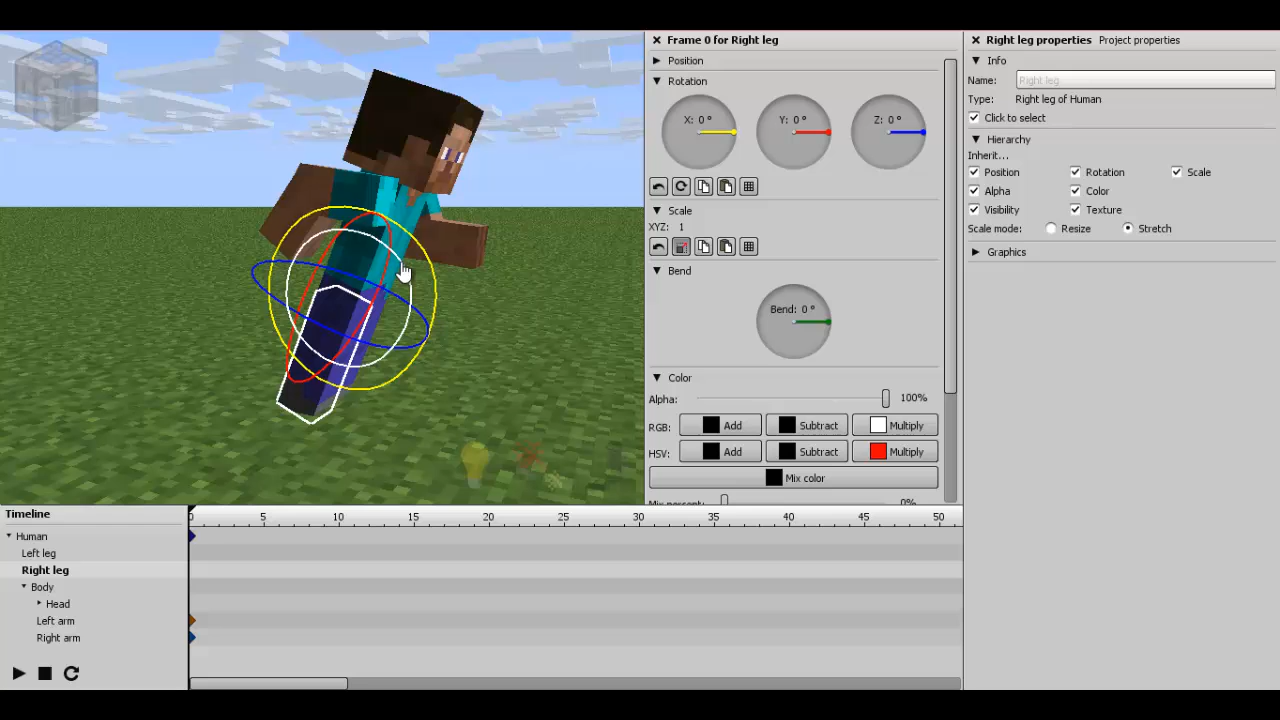 Frame 0 for Right leg
Position
Rotation
X: 0 °
Y: 0 °
Z: 0 °
Scale
XYZ: 1
Bend
Bend: 0 °
Color
Alpha: 100%
RGB: Add Subtract Multiply
HSV: Add Subtract Multiply
Mix color
Mix percent: 0%
Right leg properties Project properties
Info
Name: Right leg
Type: Right leg of Human
Click to select
Hierarchy
Inherit...
Position Rotation Scale
Alpha Color
Visibility Texture
Scale mode: Resize Stretch
Graphics
Timeline
0 5 10 15 20 25 30 35 40 45 50
Human
Left leg
Right leg
Body
Head
Left arm
Right arm